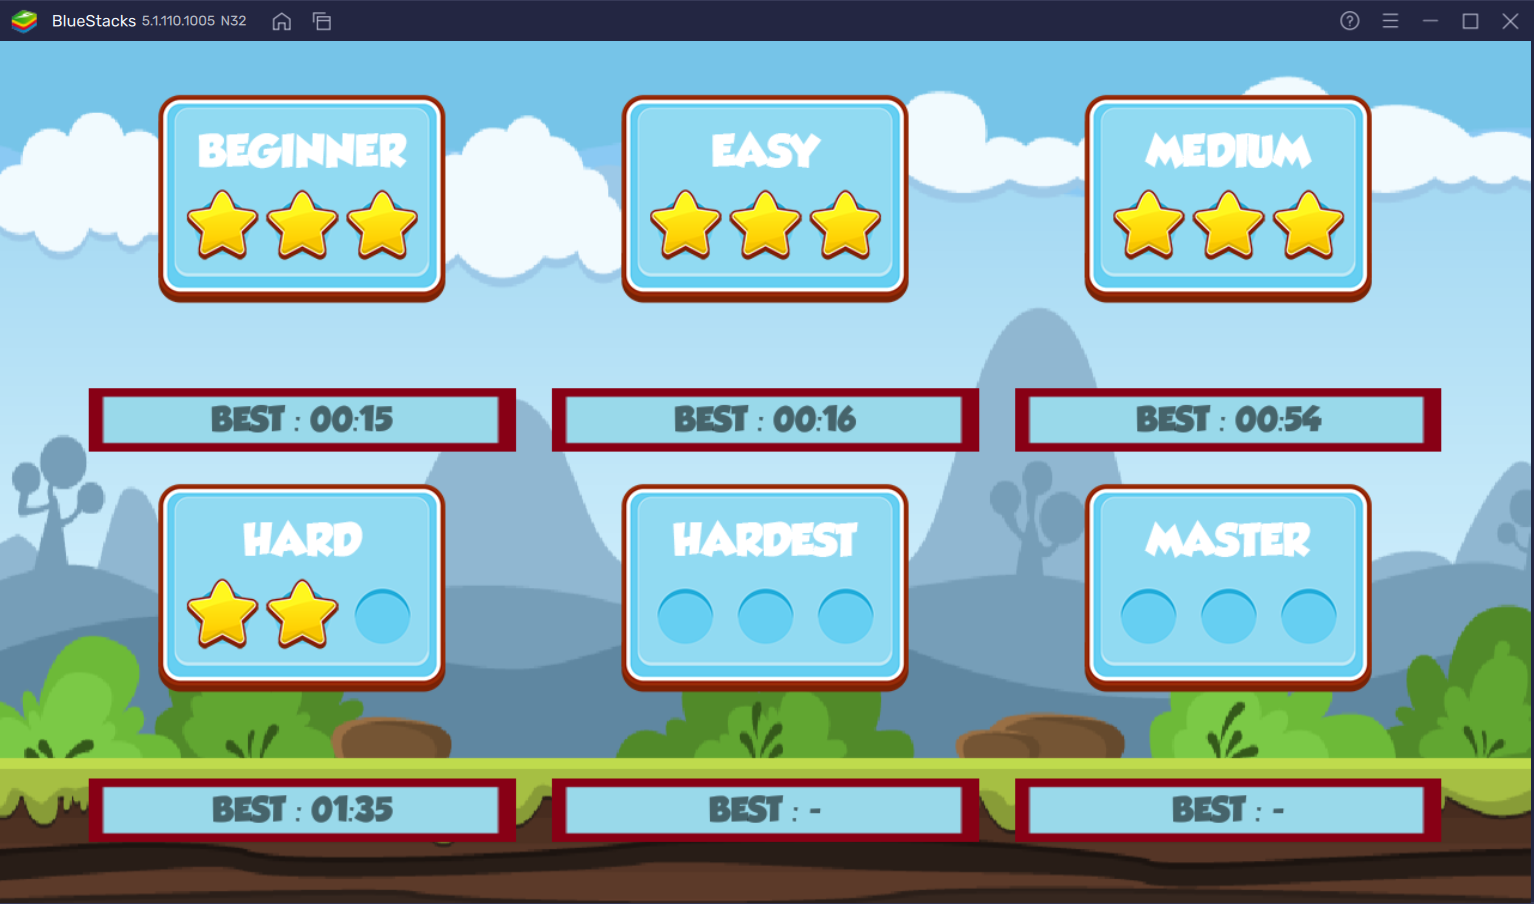 BlueStacks 5.1.110.1005 N32
BEGINNER
EASY
MEDIUM
BEST : 00:15
BEST : 00:16
BEST : 00:54
HARD
HARDEST
MASTER
BEST : 01:35
BEST : -
BEST : -